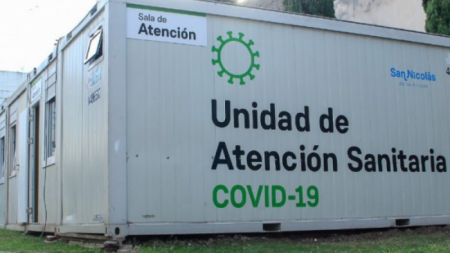 Sala de
Atención
San Nicolás
Unidad de
Atención Sanitaria
COVID-19